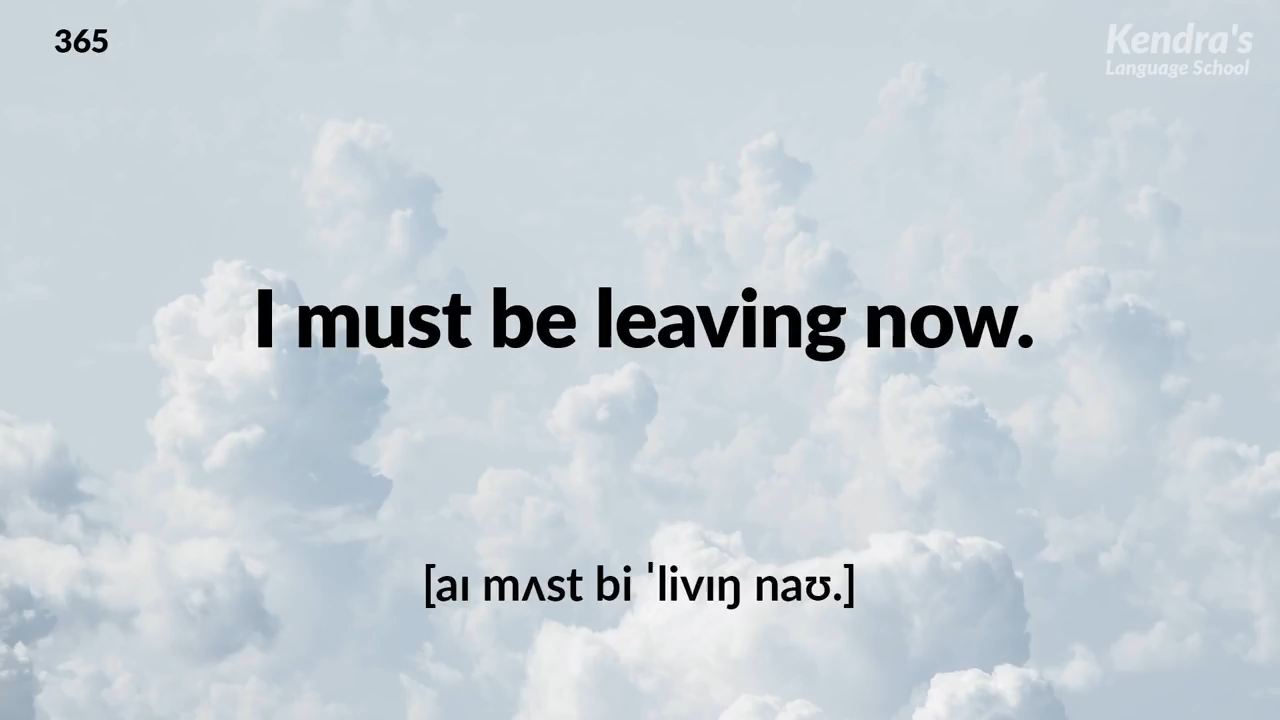 365
Kendra's
Language School
I must be leaving now.
[aɪ mʌst bi ˈlivɪŋ naʊ.]